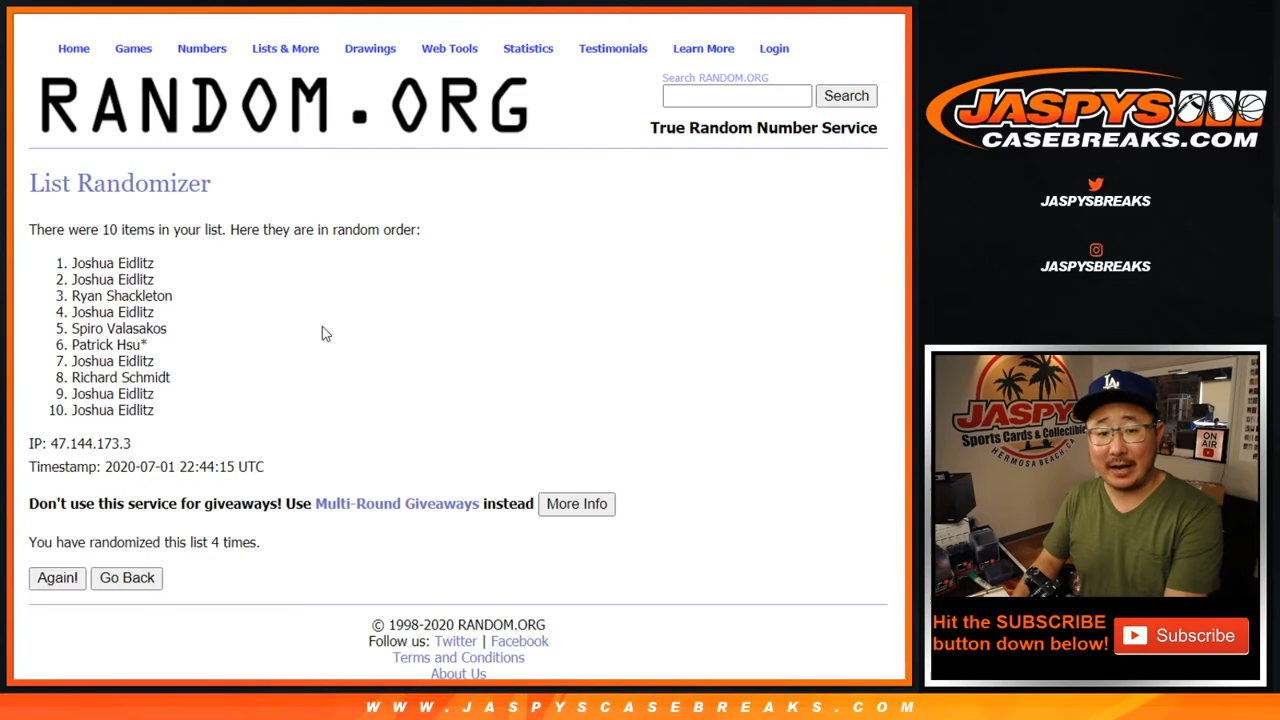 Home Games Numbers Lists & More Drawings Web Tools Statistics Testimonials Learn More Login
RANDOM.ORG
Search RANDOM.ORG
Search
True Random Number Service
List Randomizer
There were 10 items in your list. Here they are in random order:
1. Joshua Eidlitz
2. Joshua Eidlitz
3. Ryan Shackleton
4. Joshua Eidlitz
5. Spiro Valasakos
6. Patrick Hsu*
7. Joshua Eidlitz
8. Richard Schmidt
9. Joshua Eidlitz
10. Joshua Eidlitz
IP: 47.144.173.3
Timestamp: 2020-07-01 22:44:15 UTC
Don't use this service for giveaways! Use Multi-Round Giveaways instead More Info
You have randomized this list 4 times.
Again! Go Back
© 1998-2020 RANDOM.ORG
Follow us: Twitter | Facebook
Terms and Conditions
About Us
JASPYS
CASEBREAKS.COM
JASPYSBREAKS
JASPYSBREAKS
JASPYS
Sports Cards & Collectible
HERMOSA BEACH, CA
LA
ON AIR
Hit the SUBSCRIBE
button down below!
Subscribe
WWW.JASPYSCASEBREAKS.COM